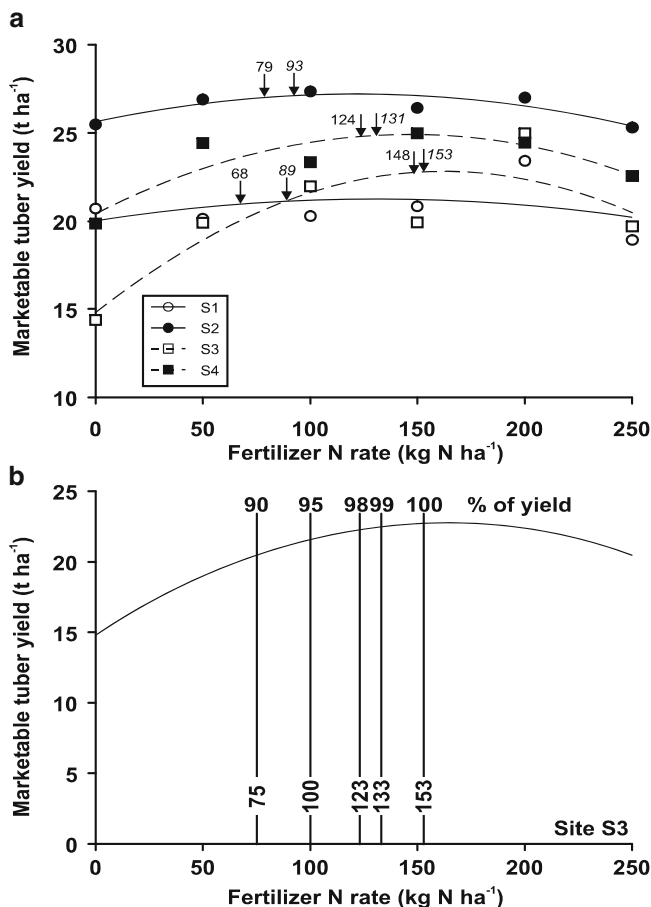 a
30
25
20
15
10
Marketable tuber yield (t ha⁻¹)
79 93
124 131
148 153
68 89
S1
S2
S3
S4
0 50 100 150 200 250
Fertilizer N rate (kg N ha⁻¹)
b
25
20
15
10
5
0
Marketable tuber yield (t ha⁻¹)
90 95 98 99 100 % of yield
75 100 123 133 153
Site S3
0 50 100 150 200 250
Fertilizer N rate (kg N ha⁻¹)